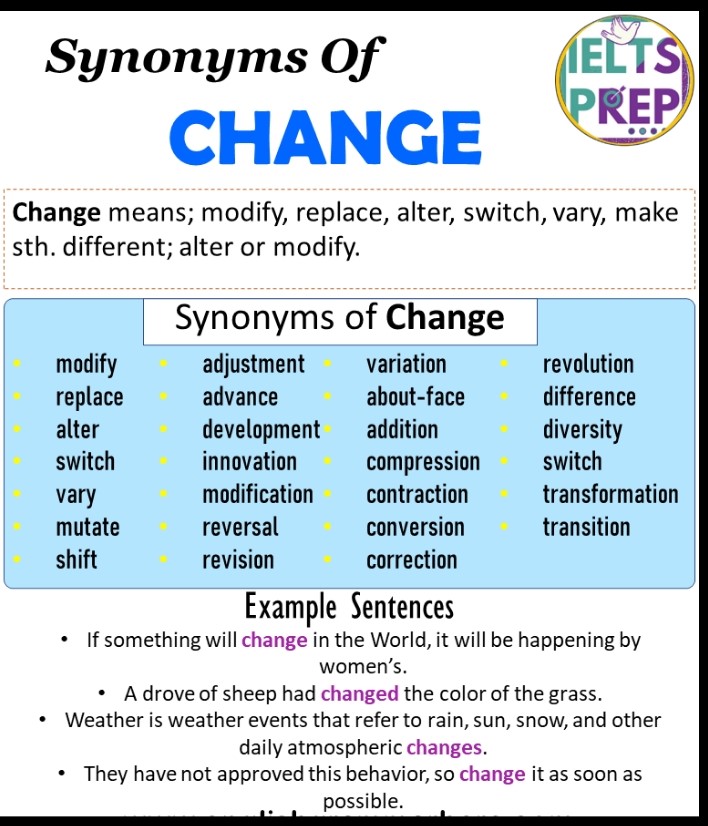 Synonyms Of
CHANGE
IELTS
PREP
Change means; modify, replace, alter, switch, vary, make
sth. different; alter or modify.
Synonyms of Change
• modify
• replace
• alter
• switch
• vary
• mutate
• shift
• adjustment
• advance
• development
• innovation
• modification
• reversal
• revision
• variation
• about-face
• addition
• compression
• contraction
• conversion
• correction
• revolution
• difference
• diversity
• switch
• transformation
• transition
Example Sentences
• If something will change in the World, it will be happening by
women's.
• A drove of sheep had changed the color of the grass.
• Weather is weather events that refer to rain, sun, snow, and other
daily atmospheric changes.
• They have not approved this behavior, so change it as soon as
possible.